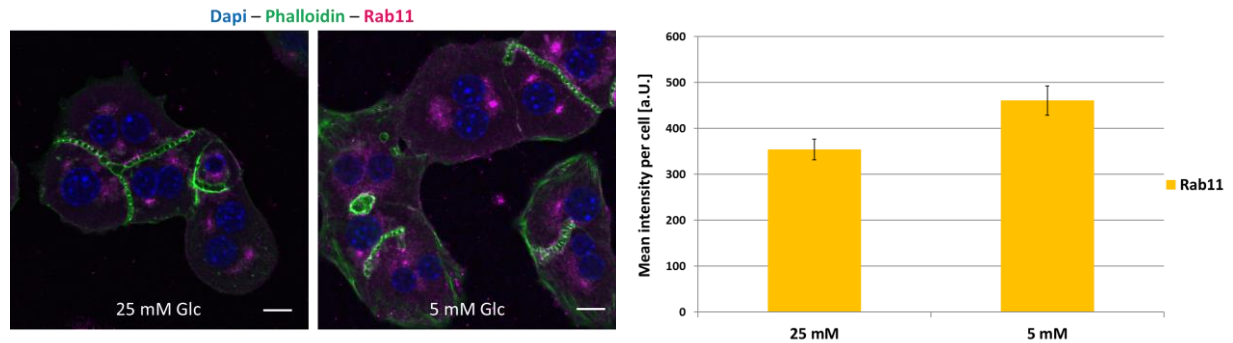 Dapi – Phalloidin – Rab11
25 mM Glc
5 mM Glc
Mean intensity per cell [a.U.]
600
500
400
300
200
100
0
25 mM
5 mM
Rab11